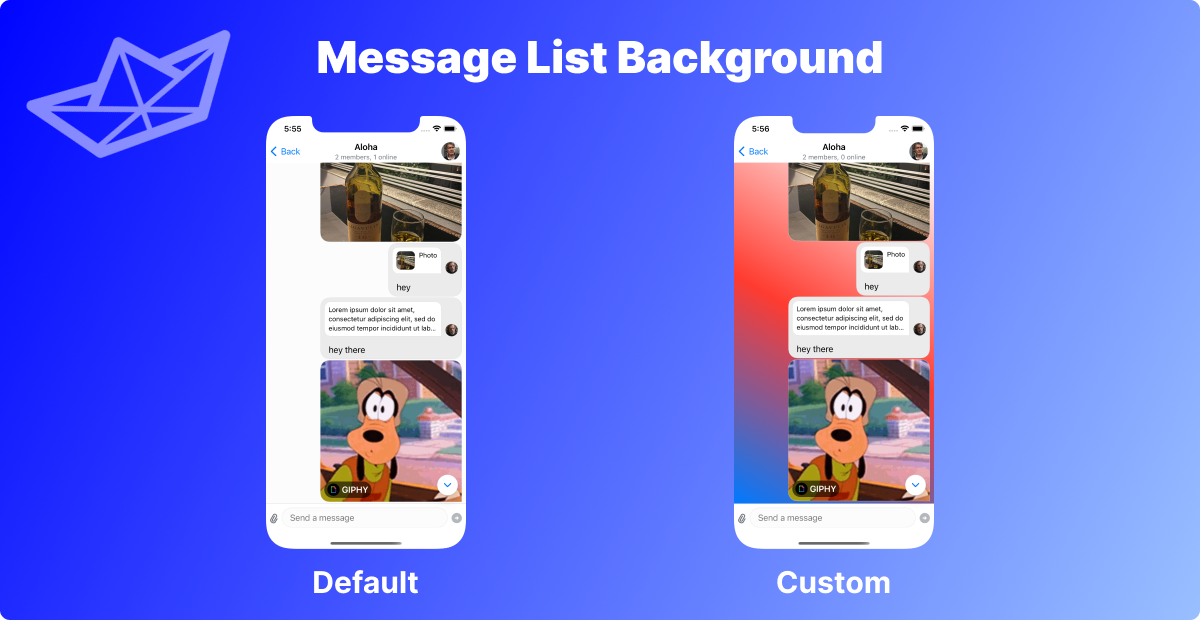 Message List Background
5:55
Back
Aloha
2 members, 1 online
Photo
hey
Lorem ipsum dolor sit amet,
consectetur adipiscing elit, sed do
eiusmod tempor incididunt ut lab...
hey there
GIPHY
Send a message
Default
5:56
Back
Aloha
2 members, 0 online
Photo
hey
Lorem ipsum dolor sit amet,
consectetur adipiscing elit, sed do
eiusmod tempor incididunt ut lab...
hey there
GIPHY
Send a message
Custom